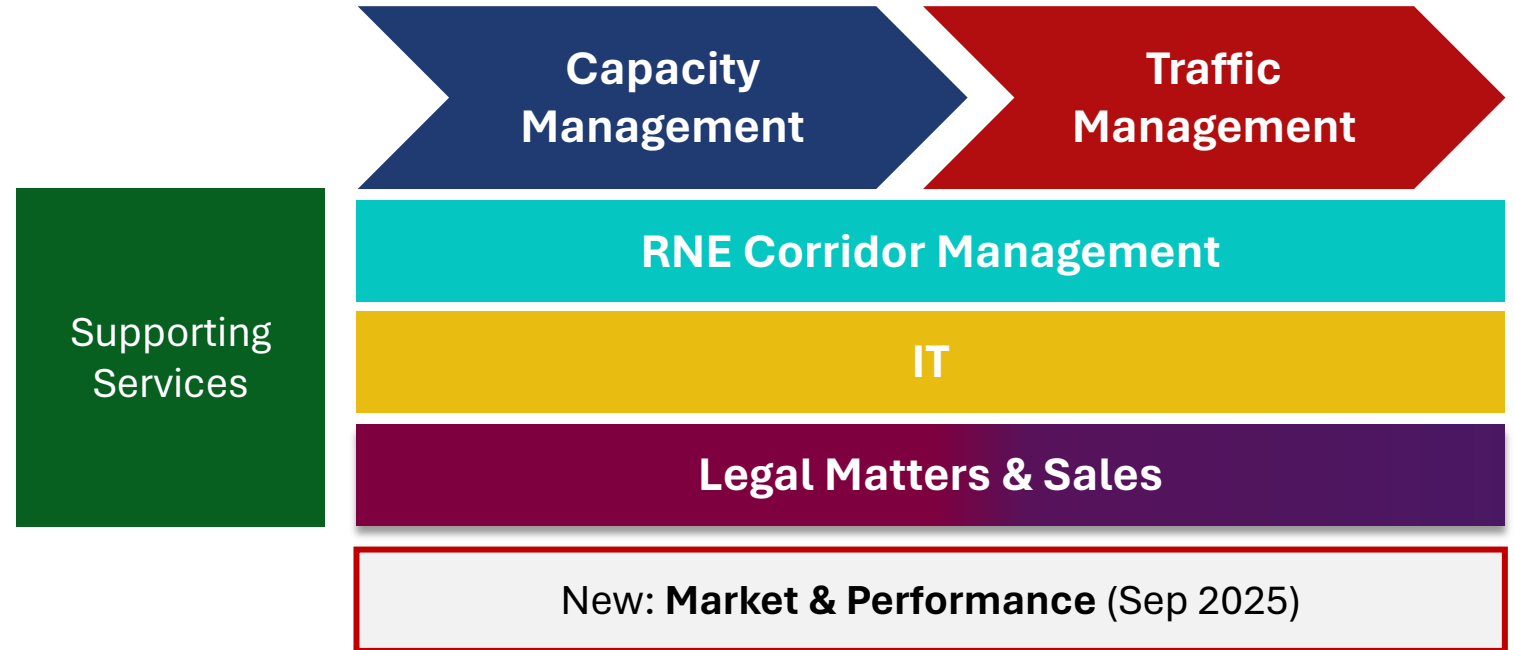 Capacity
Management
Traffic
Management
Supporting
Services
RNE Corridor Management
IT
Legal Matters & Sales
New: Market & Performance (Sep 2025)